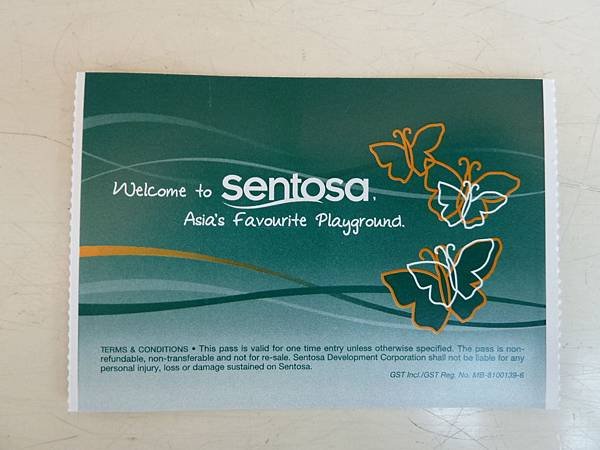 Welcome to sentosa,
Asia's Favourite Playground.
TERMS & CONDITIONS • This pass is valid for one time entry unless otherwise specified. The pass is non-
refundable, non-transferable and not for re-sale. Sentosa Development Corporation shall not be liable for any
personal injury, loss or damage sustained on Sentosa.
GST Incl./GST Reg. No. MB-8100139-6